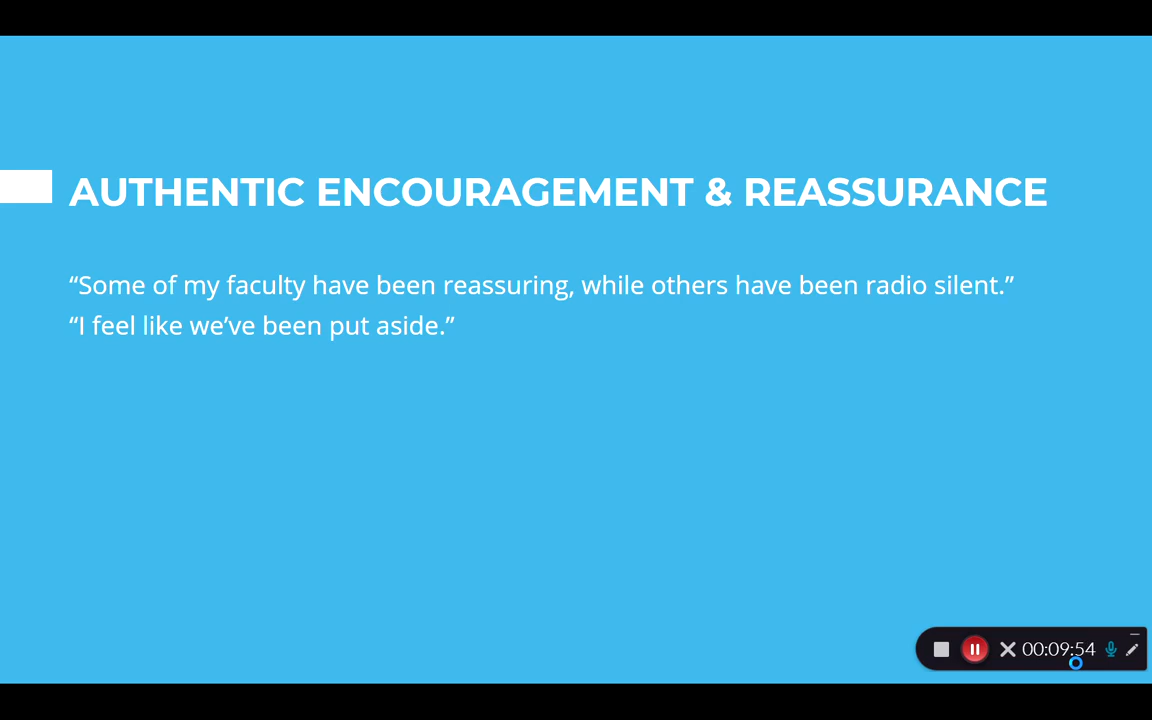 AUTHENTIC ENCOURAGEMENT & REASSURANCE
“Some of my faculty have been reassuring, while others have been radio silent.”
“I feel like we’ve been put aside.”
00:09:54